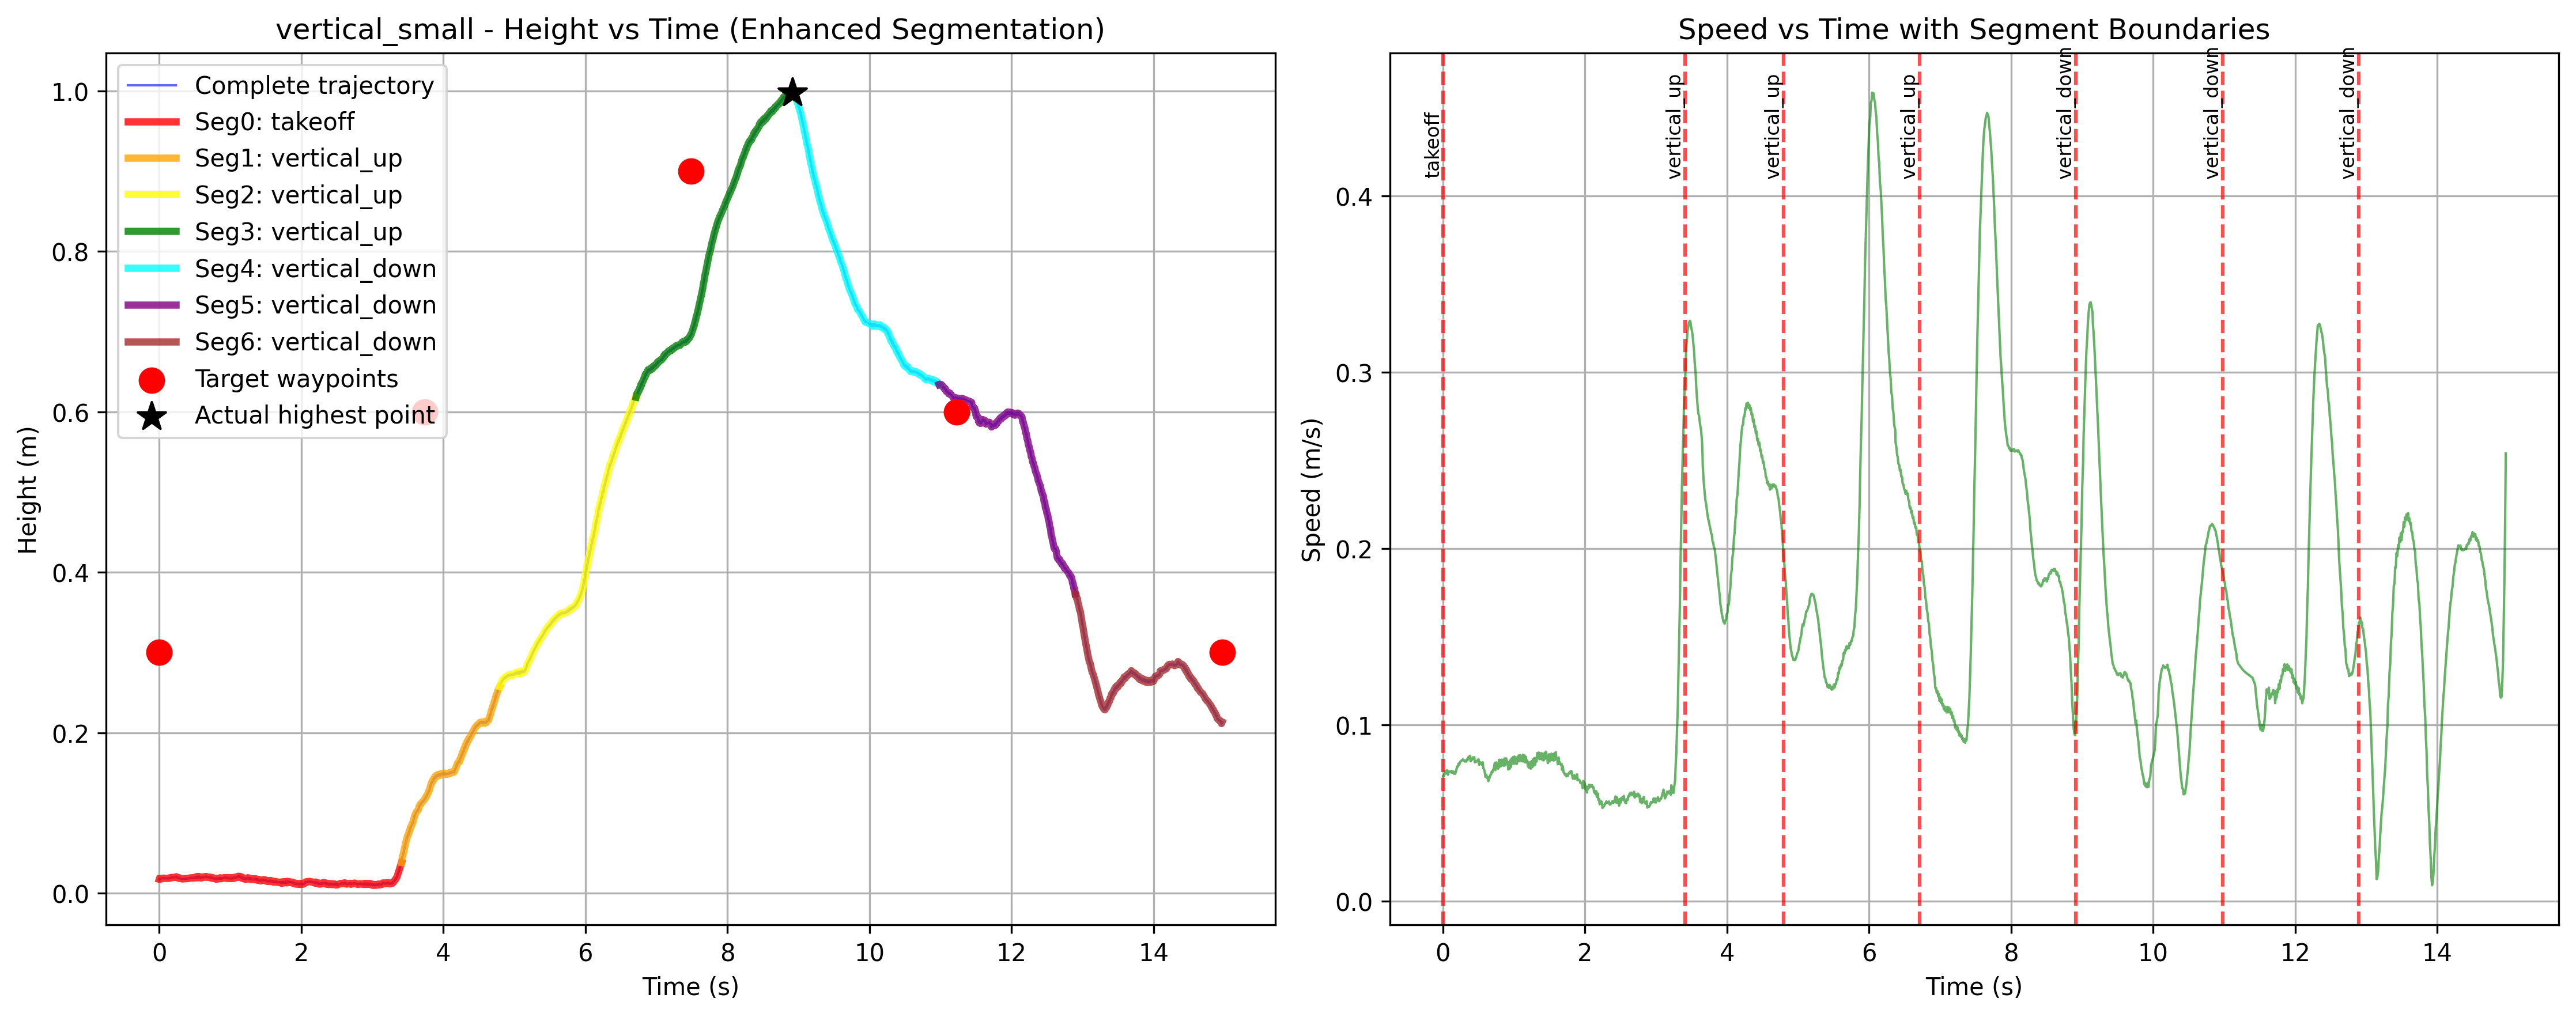 vertical_small - Height vs Time (Enhanced Segmentation)
Height (m)
1.0
0.8
0.6
0.4
0.2
0.0
Complete trajectory
Seg0: takeoff
Seg1: vertical_up
Seg2: vertical_up
Seg3: vertical_up
Seg4: vertical_down
Seg5: vertical_down
Seg6: vertical_down
Target waypoints
Actual highest point
0 2 4 6 8 10 12 14
Time (s)
Speed vs Time with Segment Boundaries
Speed (m/s)
0.4
0.3
0.2
0.1
0.0
takeoff
vertical_up
vertical_up
vertical_up
vertical_down
vertical_down
vertical_down
0 2 4 6 8 10 12 14
Time (s)